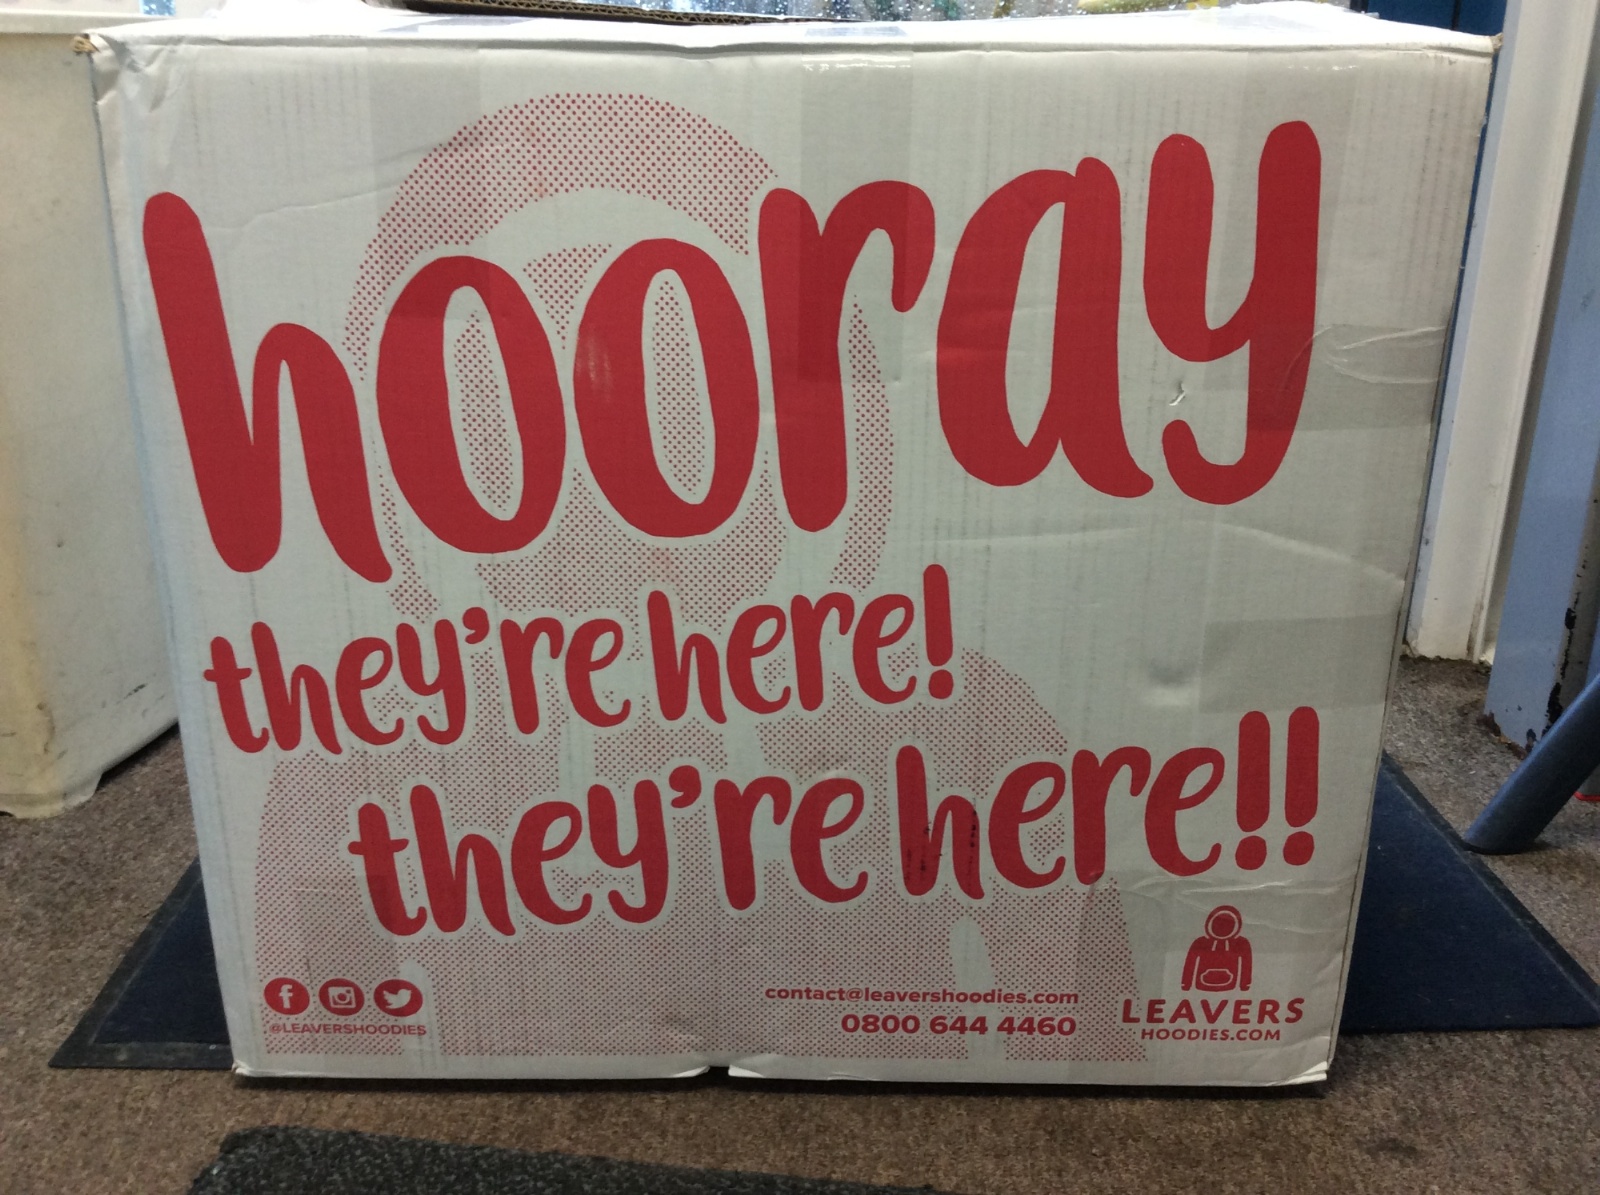 hooray
they're here!
they're here!!
@LEAVERSHOODIES
contact@leavershoodies.com
0800 644 4460
LEAVERS
HOODIES.COM